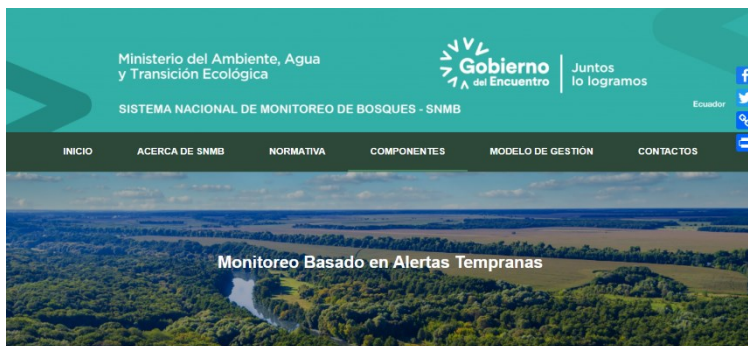 Ministerio del Ambiente, Agua
y Transición Ecológica
Gobierno
del Encuentro
Juntos
lo logramos
SISTEMA NACIONAL DE MONITOREO DE BOSQUES - SNMB
Ecuador
INICIO ACERCA DE SNMB NORMATIVA COMPONENTES MODELO DE GESTIÓN CONTACTOS
Monitoreo Basado en Alertas Tempranas